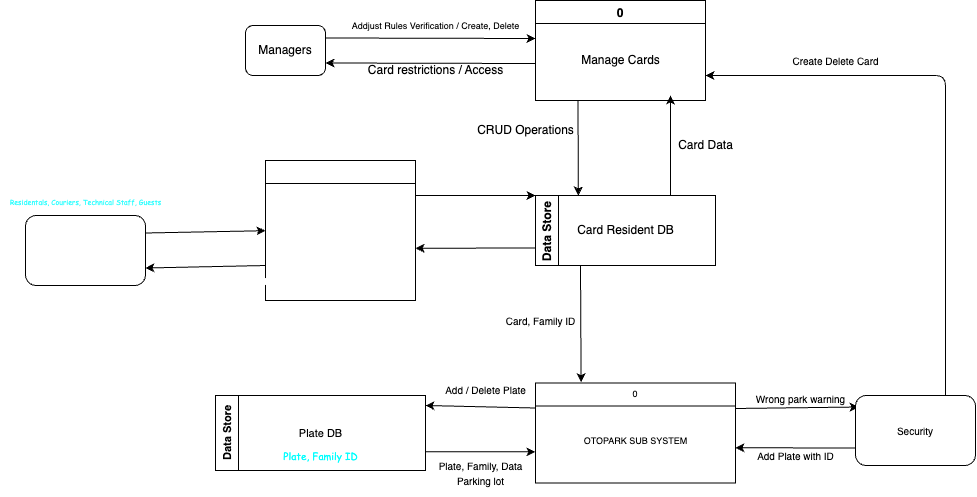 0
Addjust Rules Verification / Create, Delete
Managers
Manage Cards
Card restrictions / Access
Create Delete Card
CRUD Operations
Card Data
Residentals, Couriers, Technical Staff, Guests
Data Store
Card Resident DB
Card, Family ID
Add / Delete Plate
0
Wrong park warning
Data Store
Plate DB
Plate, Family ID
OTOPARK SUB SYSTEM
Security
Add Plate with ID
Plate, Family, Data
Parking lot